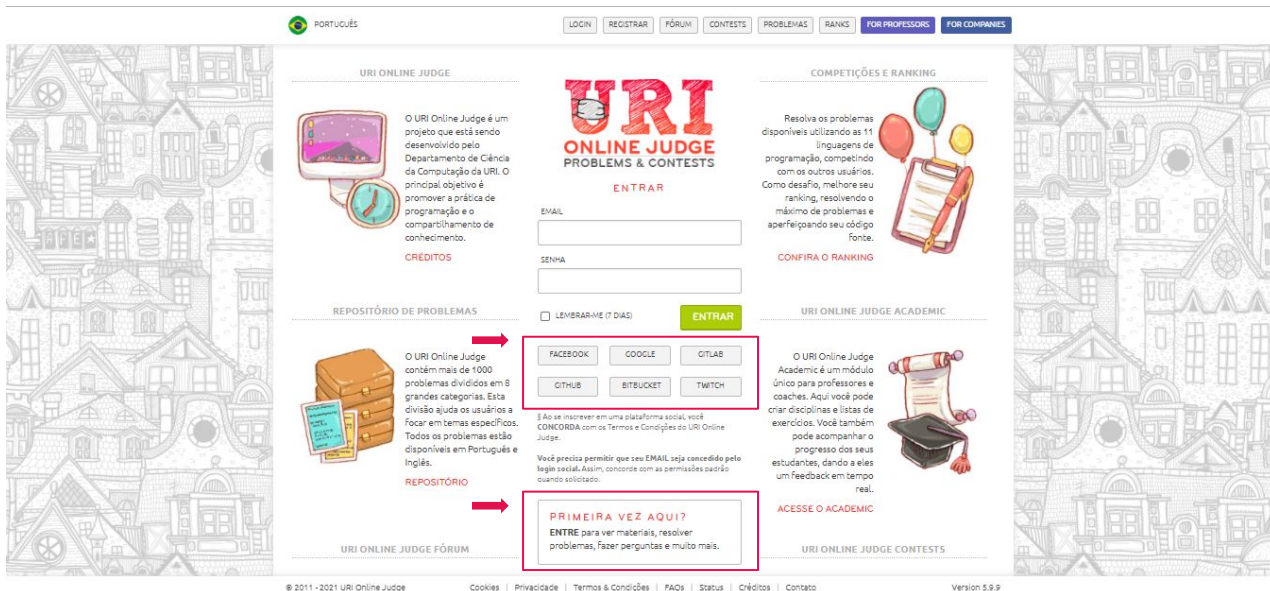 PORTUGUÊS
LOGIN
REGISTRAR
FÓRUM
CONTESTS
PROBLEMAS
RANKS
FOR PROFESSORS
FOR COMPANIES
URI ONLINE JUDGE
O URI Online Judge é um
projeto que está sendo
desenvolvido pelo
Departamento de Ciência
da Computação da URI. O
principal objetivo é
promover a prática de
programação e o
compartilhamento de
conhecimento.
CRÉDITOS
REPOSITÓRIO DE PROBLEMAS
O URI Online Judge
contém mais de 1000
problemas divididos em 8
grandes categorias. Esta
divisão ajuda os usuários a
focar em temas específicos.
Todos os problemas estão
disponíveis em Português e
Inglês.
REPOSITÓRIO
URI ONLINE JUDGE FÓRUM
URI
ONLINE JUDGE
PROBLEMS & CONTESTS
ENTRAR
EMAIL
SENHA
LEMBRAR-ME (7 DIAS)
ENTRAR
FACEBOOK
GOOGLE
GITLAB
GITHUB
BITBUCKET
TWITCH
§ Ao se inscrever em uma plataforma social, você
CONCORDA com os Termos e Condições do URI Online
Judge.
Você precisa permitir que seu EMAIL seja concedido pelo
login social. Assim, concorde com as permissões padrão
quando solicitado.
PRIMEIRA VEZ AQUI?
ENTRE para ver materiais, resolver
problemas, fazer perguntas e muito mais.
COMPETIÇÕES E RANKING
Resolva os problemas
disponíveis utilizando as 11
linguagens de
programação, competindo
com os outros usuários.
Como desafio, melhore seu
ranking, resolvendo o
máximo de problemas e
aperfeiçoando seu código
fonte.
CONFIRA O RANKING
URI ONLINE JUDGE ACADEMIC
O URI Online Judge
Academic é um módulo
único para professores e
coaches. Aqui você pode
criar disciplinas e listas de
exercícios. Você também
pode acompanhar o
progresso dos seus
estudantes, dando a eles
um feedback em tempo
real.
ACESSE O ACADEMIC
URI ONLINE JUDGE CONTESTS
© 2011 - 2021 URI Online Judge
Cookies | Privacidade | Termos & Condições | FAQs | Status | Créditos | Contato
Version 5.9.9